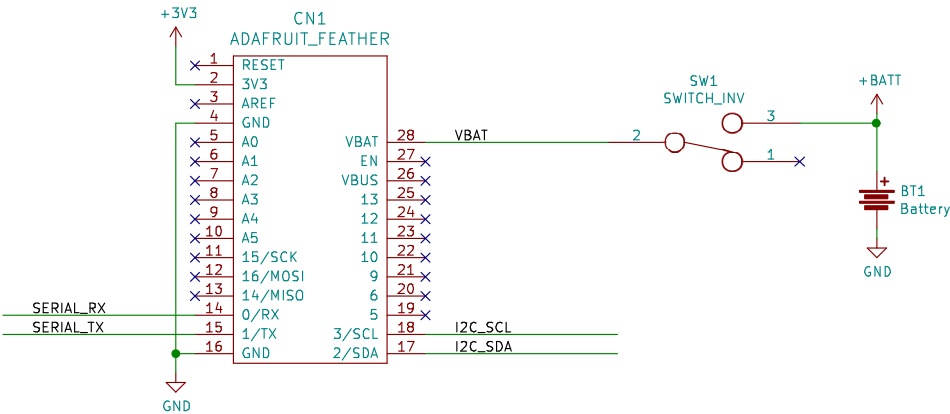 +3V3
CN1
ADAFRUIT_FEATHER
1 RESET
2 3V3
3 AREF
4 GND
5 A0
6 A1
7 A2
8 A3
9 A4
10 A5
11 15/SCK
12 16/MOSI
13 14/MISO
SERIAL_RX 14 0/RX
SERIAL_TX 15 1/TX
16 GND
GND
VBAT 28 VBAT
EN 27
VBUS 26
13 25
12 24
11 23
10 22
9 21
6 20
5 19
3/SCL 18 I2C_SCL
2/SDA 17 I2C_SDA
SW1
SWITCH_INV
2
3
1
+BATT
+
BT1
Battery
GND